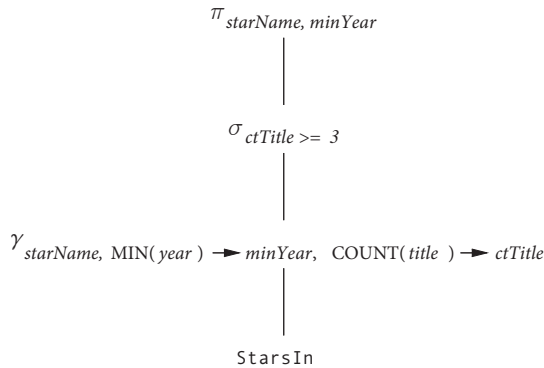 π starName, minYear
σ ctTitle >= 3
γ starName, MIN(year) → minYear, COUNT(title) → ctTitle
StarsIn